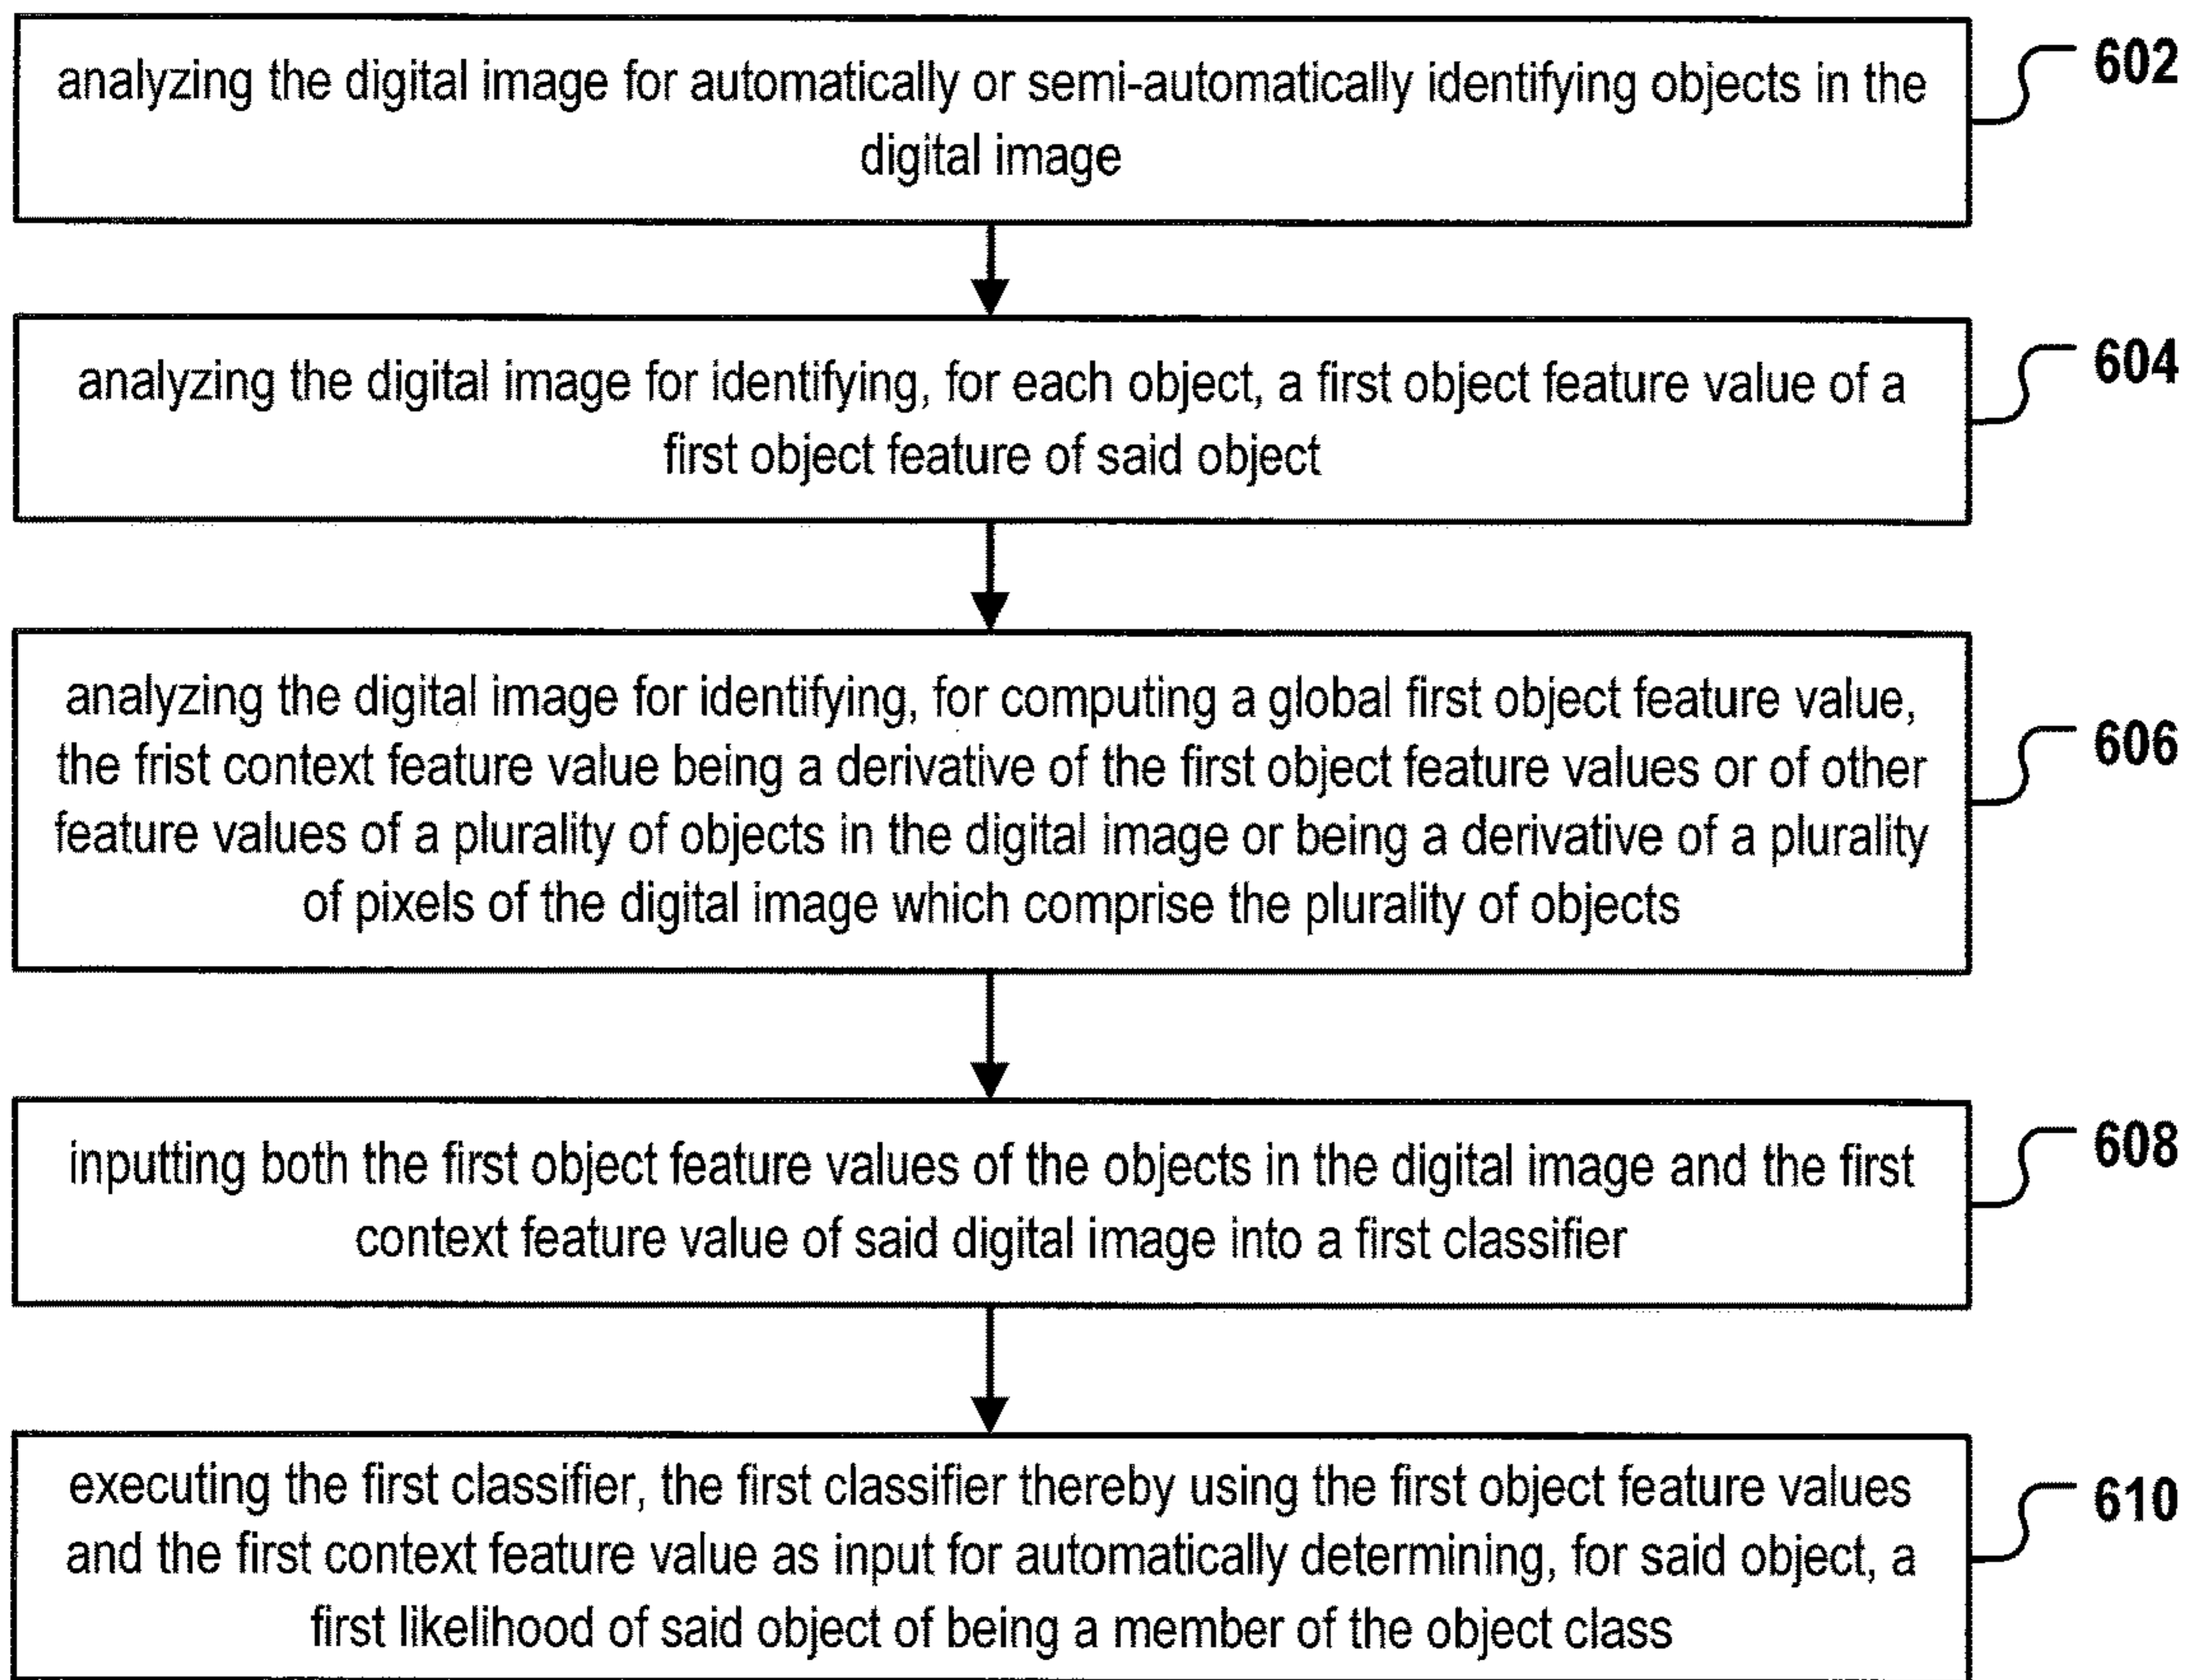 analyzing the digital image for automatically or semi-automatically identifying objects in the
digital image
602
analyzing the digital image for identifying, for each object, a first object feature value of a
first object feature of said object
604
analyzing the digital image for identifying, for computing a global first object feature value,
the frist context feature value being a derivative of the first object feature values or of other
feature values of a plurality of objects in the digital image or being a derivative of a plurality
of pixels of the digital image which comprise the plurality of objects
606
inputting both the first object feature values of the objects in the digital image and the first
context feature value of said digital image into a first classifier
608
executing the first classifier, the first classifier thereby using the first object feature values
and the first context feature value as input for automatically determining, for said object, a
first likelihood of said object of being a member of the object class
610